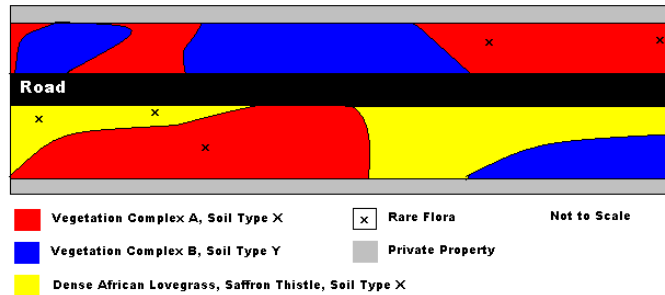 Road
Vegetation Complex A, Soil Type X
x Rare Flora
Not to Scale
Vegetation Complex B, Soil Type Y
Private Property
Dense African Lovegrass, Saffron Thistle, Soil Type X